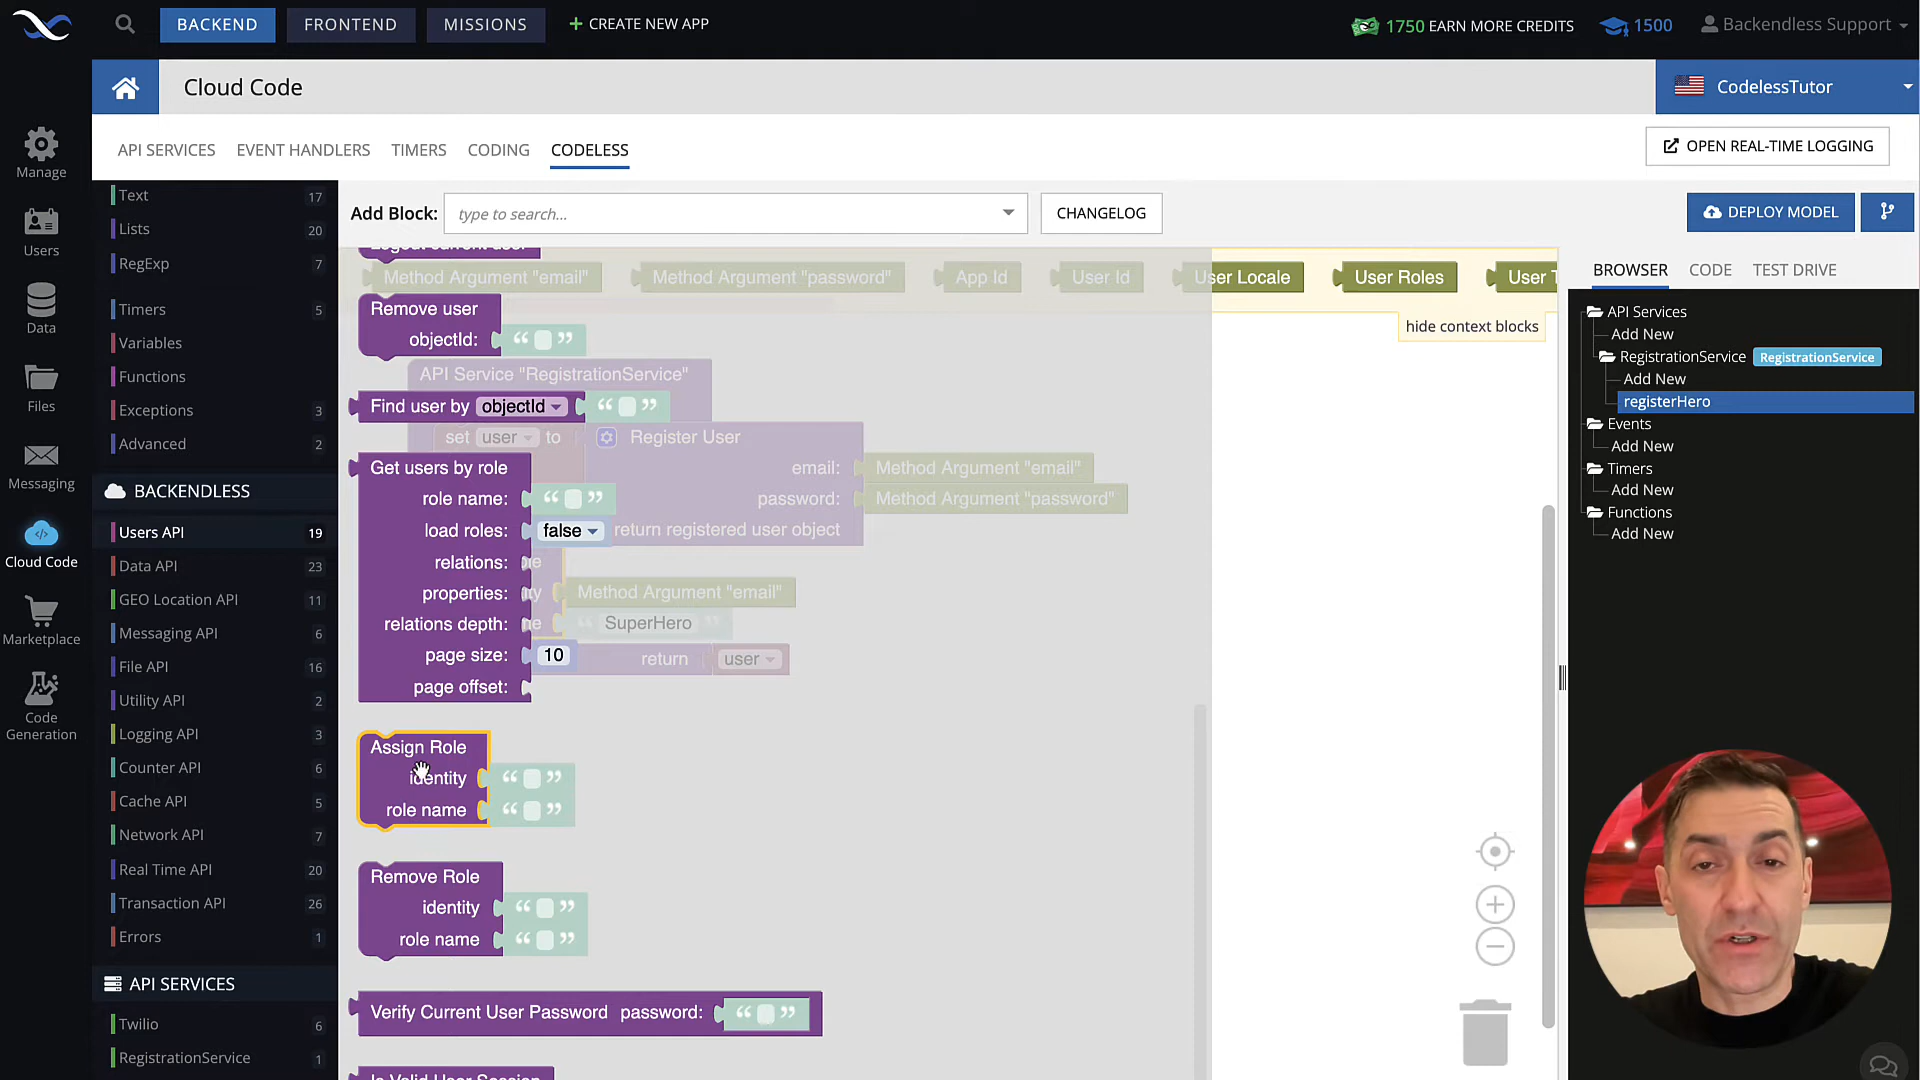 BACKEND FRONTEND MISSIONS + CREATE NEW APP 1750 EARN MORE CREDITS 1500 Backendless Support
Cloud Code CodelessTutor
API SERVICES EVENT HANDLERS TIMERS CODING CODELESS OPEN REAL-TIME LOGGING
Manage
Users
Data
Files
Messaging
Cloud Code
Marketplace
Code
Generation
Text 17
Lists 20
RegExp 7
Timers 5
Variables
Functions
Exceptions 3
Advanced 2
BACKENDLESS
Users API 19
Data API 23
GEO Location API 11
Messaging API 6
File API 16
Utility API 2
Logging API 3
Counter API 6
Cache API 5
Network API 7
Real Time API 20
Transaction API 26
Errors 1
API SERVICES
Twilio 6
RegistrationService 1
Add Block: type to search... CHANGELOG DEPLOY MODEL
Logout current user
Method Argument "email" Method Argument "password" App Id User Id User Locale User Roles User T
hide context blocks
Remove user
objectId: “ ”
API Service "RegistrationService"
Find user by objectId “ ”
set user to Register User
Get users by role email: Method Argument "email"
role name: “ ” password: Method Argument "password"
load roles: false return registered user object
relations:
properties: Method Argument "email"
relations depth: “ SuperHero ”
page size: 10 return user
page offset:
Assign Role
identity “ ”
role name “ ”
Remove Role
identity “ ”
role name “ ”
Verify Current User Password password: “ ”
Is Valid User Session
BROWSER CODE TEST DRIVE
API Services
Add New
RegistrationService RegistrationService
Add New
registerHero
Events
Add New
Timers
Add New
Functions
Add New